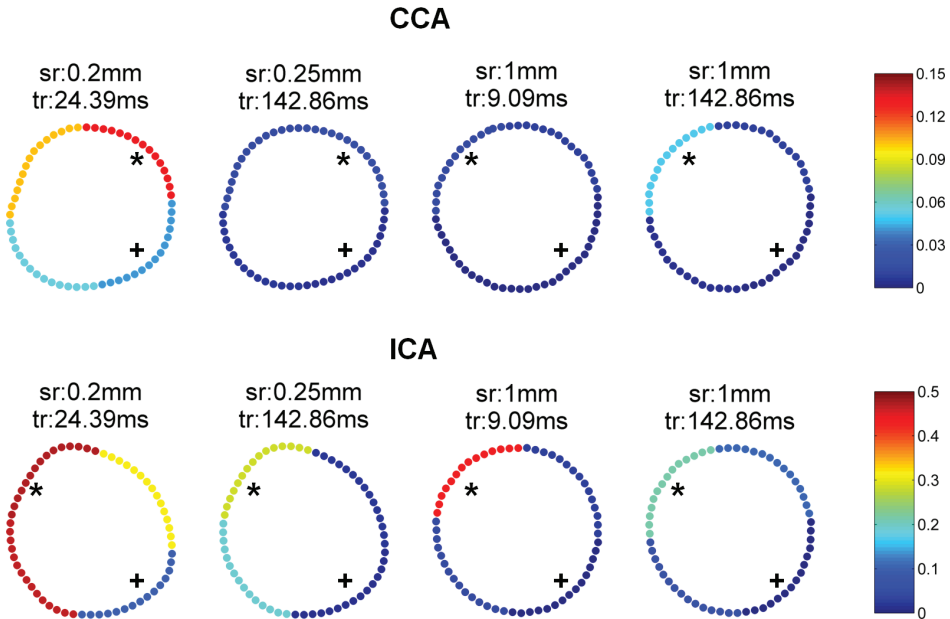 CCA
sr:0.2mm sr:0.25mm sr:1mm sr:1mm
tr:24.39ms tr:142.86ms tr:9.09ms tr:142.86ms
* * * *
+ + + +
0.15
0.12
0.09
0.06
0.03
0
ICA
sr:0.2mm sr:0.25mm sr:1mm sr:1mm
tr:24.39ms tr:142.86ms tr:9.09ms tr:142.86ms
* * * *
+ + + +
0.5
0.4
0.3
0.2
0.1
0